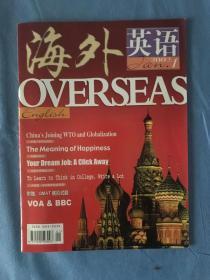 海外英语
OVERSEAS
English
China's Joining WTO and Globalization
The Meaning of Happiness
Your Dream Job: A Click Away
To Learn to Think in College, Write a Lot
VOA & BBC